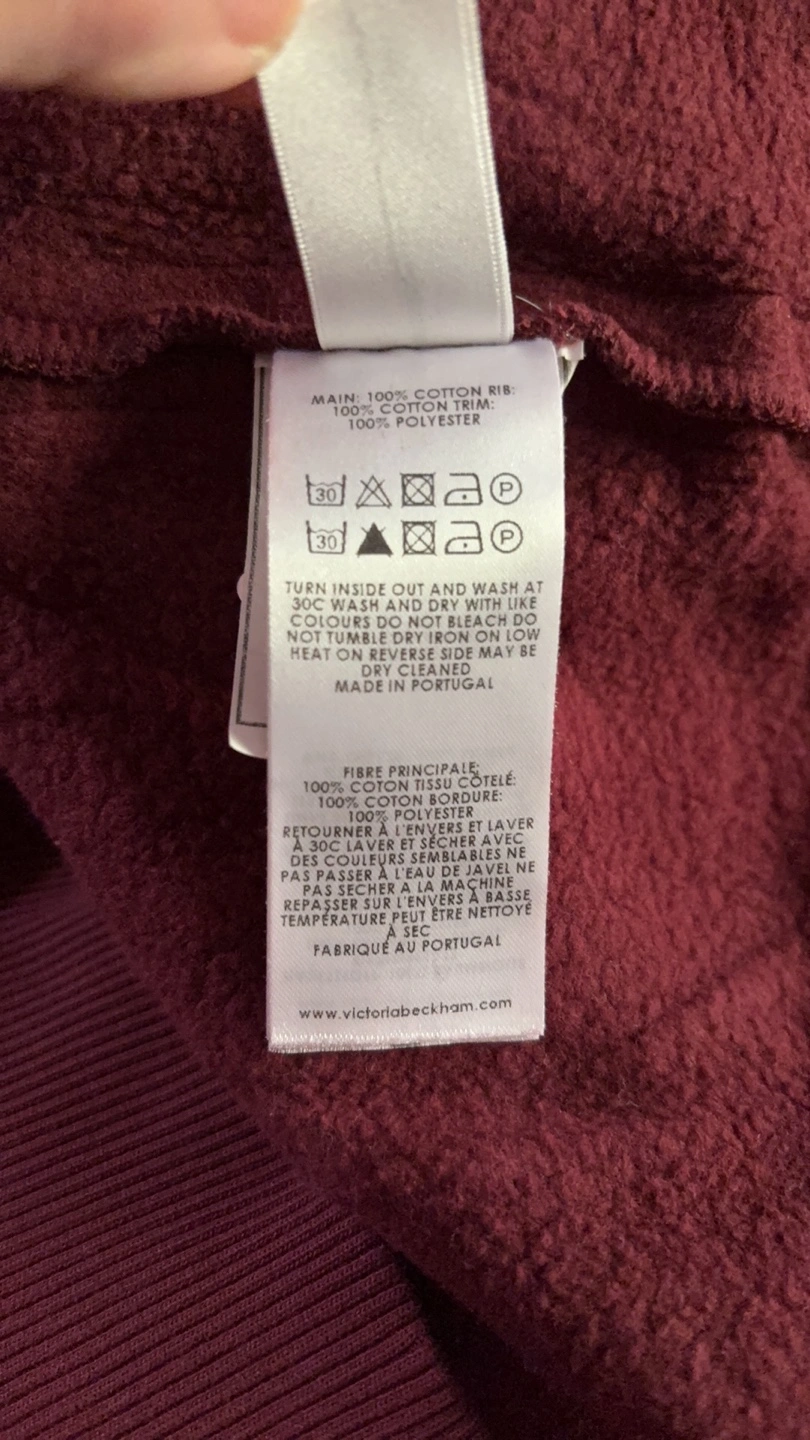 MAIN: 100% COTTON RIB:
100% COTTON TRIM:
100% POLYESTER
30 P
30 P
TURN INSIDE OUT AND WASH AT
30C WASH AND DRY WITH LIKE
COLOURS DO NOT BLEACH DO
NOT TUMBLE DRY IRON ON LOW
HEAT ON REVERSE SIDE MAY BE
DRY CLEANED
MADE IN PORTUGAL
FIBRE PRINCIPALE:
100% COTON TISSU CÔTELÉ:
100% COTON BORDURE:
100% POLYESTER
RETOURNER À L'ENVERS ET LAVER
À 30C LAVER ET SÉCHER AVEC
DES COULEURS SEMBLABLES NE
PAS PASSER À L'EAU DE JAVEL NE
PAS SECHER A LA MACHINE
REPASSER SUR L'ENVERS À BASSE
TEMPÉRATURE PEUT ÊTRE NETTOYÉ
À SEC
FABRIQUÉ AU PORTUGAL
www.victoriabeckham.com